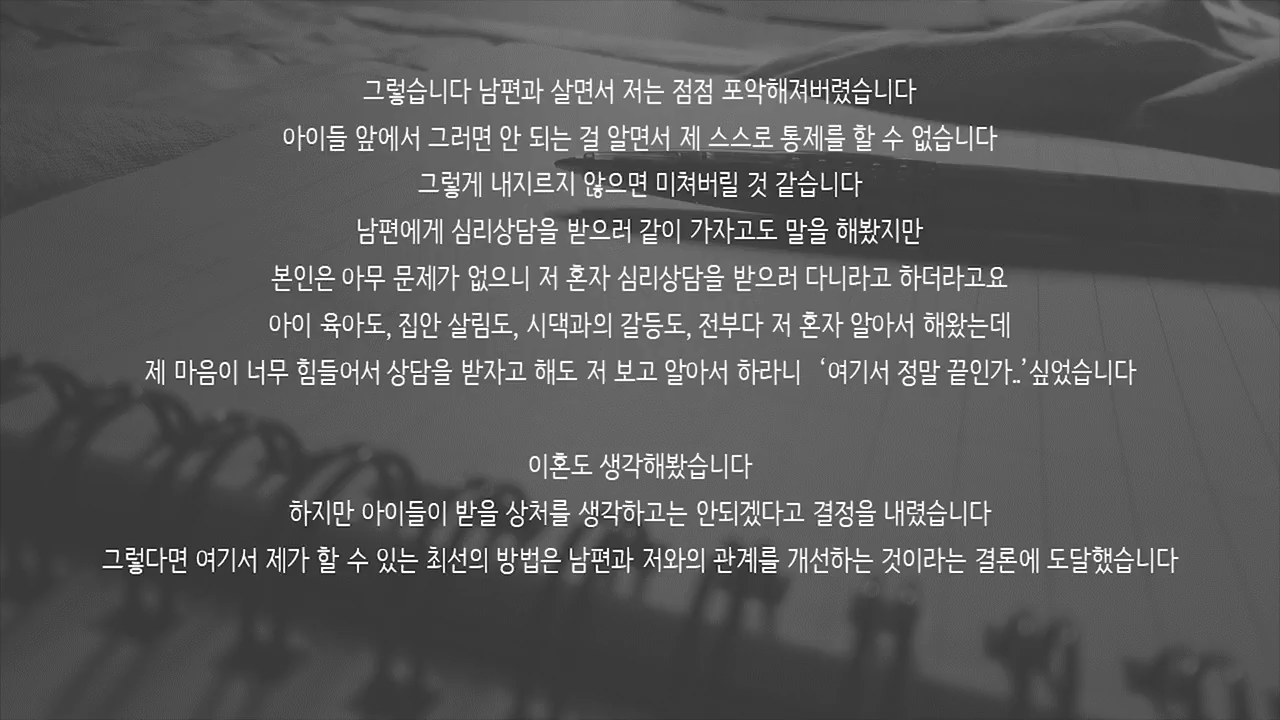 그렇습니다 남편과 살면서 저는 점점 포악해져버렸습니다
아이들 앞에서 그러면 안 되는 걸 알면서 제 스스로 통제를 할 수 없습니다
그렇게 내지르지 않으면 미쳐버릴 것 같습니다
남편에게 심리상담을 받으러 같이 가자고도 말을 해봤지만
본인은 아무 문제가 없으니 저 혼자 심리상담을 받으러 다니라고 하더라고요
아이 육아도, 집안 살림도, 시댁과의 갈등도, 전부다 저 혼자 알아서 해왔는데
제 마음이 너무 힘들어서 상담을 받자고 해도 저 보고 알아서 하라니 ‘여기서 정말 끝인가..’싶었습니다
이혼도 생각해봤습니다
하지만 아이들이 받을 상처를 생각하고는 안되겠다고 결정을 내렸습니다
그렇다면 여기서 제가 할 수 있는 최선의 방법은 남편과 저와의 관계를 개선하는 것이라는 결론에 도달했습니다